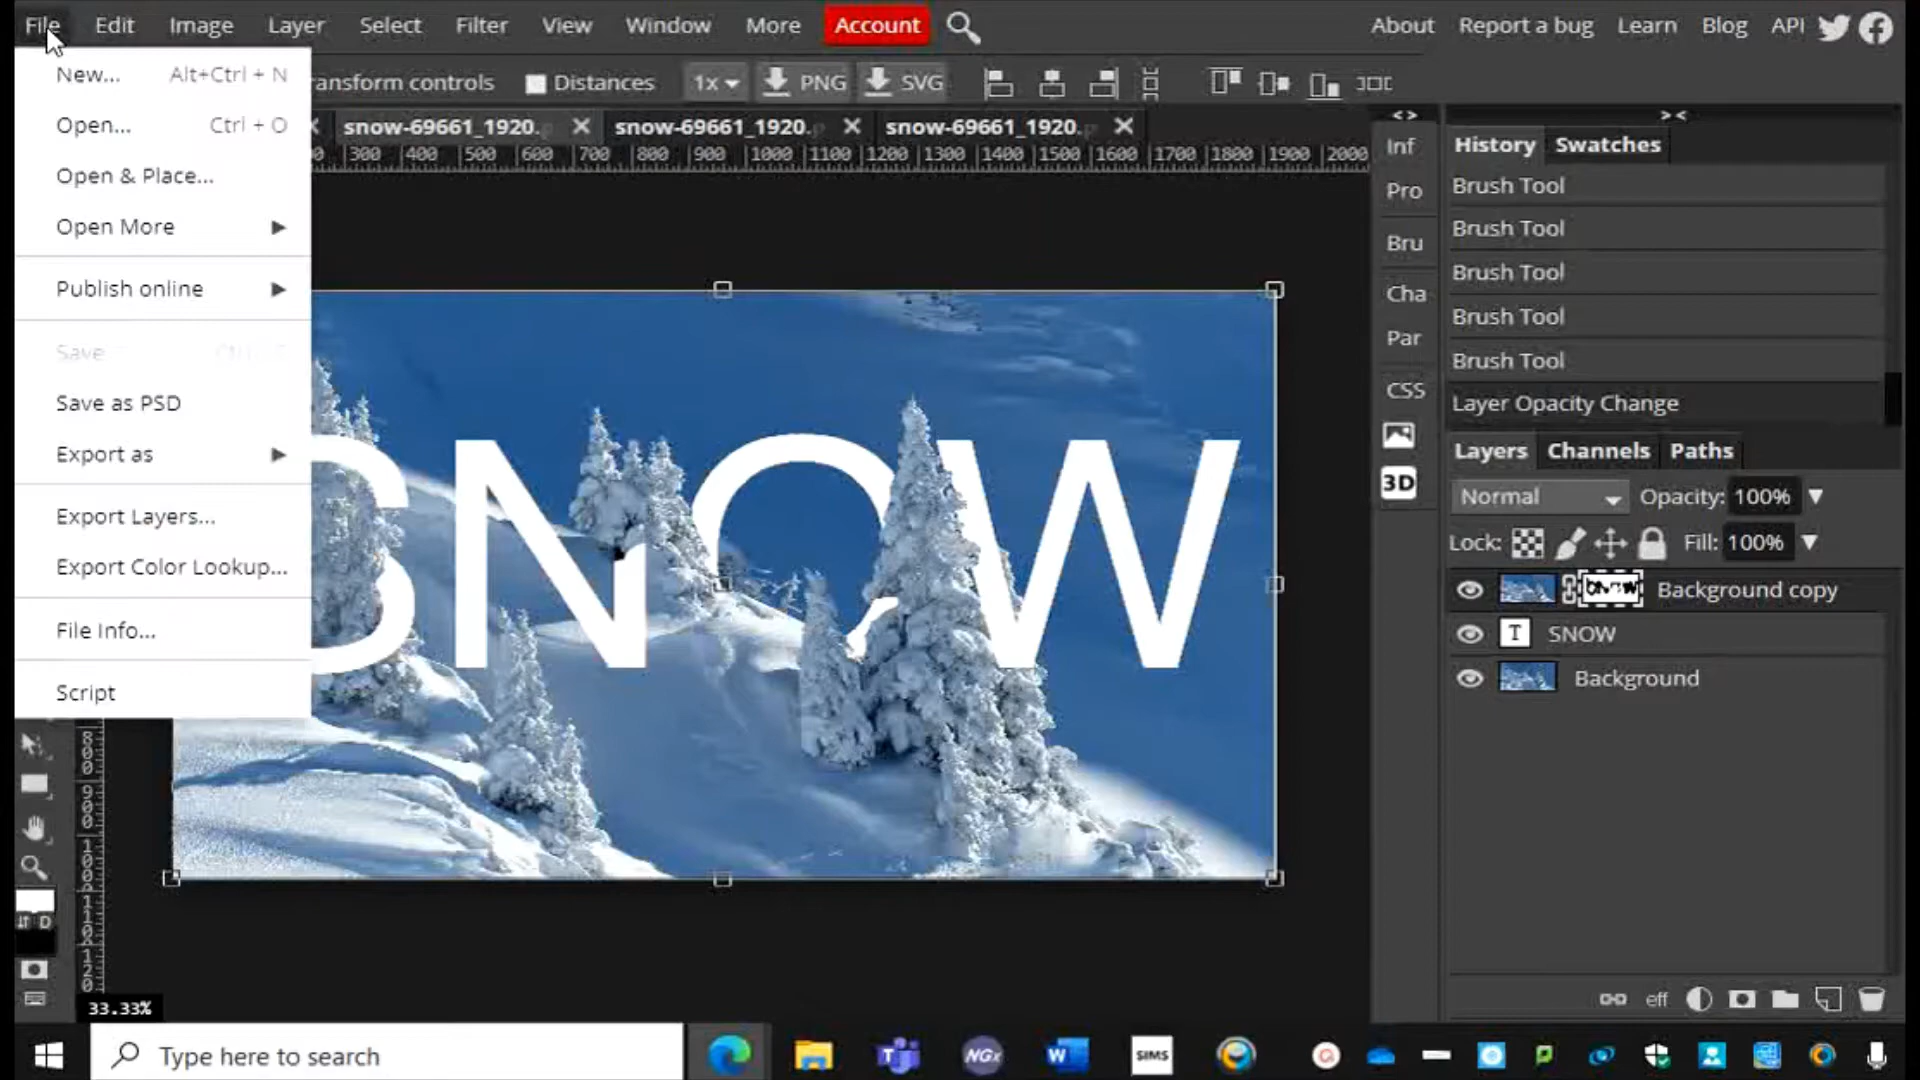 File Edit Image Layer Select Filter View Window More Account About Report a bug Learn Blog API
New... Alt+Ctrl + N
Open... Ctrl + O
Open & Place...
Open More
Publish online
Save
Save as PSD
Export as
Export Layers...
Export Color Lookup...
File Info...
Script
ansform controls Distances 1x PNG SVG
snow-69661_1920. snow-69661_1920. snow-69661_1920.
300 400 500 600 700 800 900 1000 1100 1200 1300 1400 1500 1600 1700 1800 1900 2000
SNOW
Inf
Pro
Bru
Cha
Par
CSS
3D
History Swatches
Brush Tool
Brush Tool
Brush Tool
Brush Tool
Brush Tool
Layer Opacity Change
Layers Channels Paths
Normal Opacity: 100%
Lock: Fill: 100%
Background copy
T SNOW
Background
eff
D
33.33%
Type here to search
NGx
W
SIMS